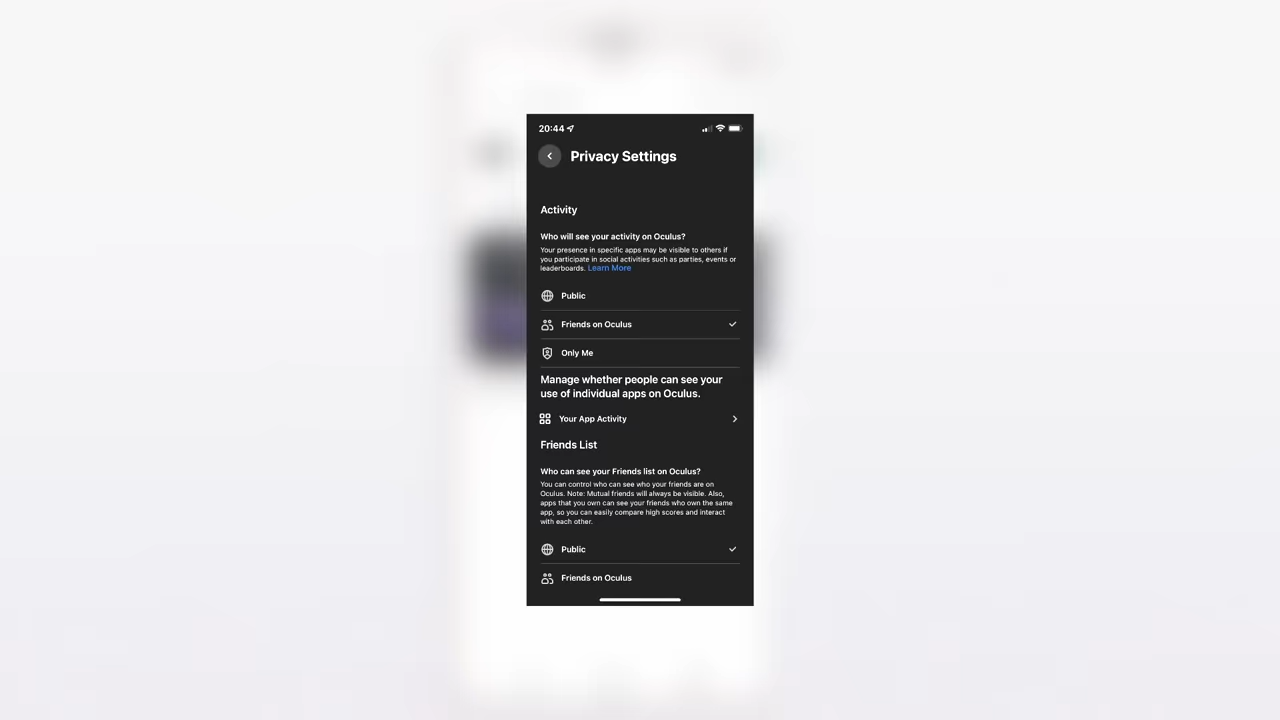 20:44
Privacy Settings
Activity
Who will see your activity on Oculus?
Your presence in specific apps may be visible to others if
you participate in social activities such as parties, events or
leaderboards. Learn More
Public
Friends on Oculus
Only Me
Manage whether people can see your
use of individual apps on Oculus.
Your App Activity
Friends List
Who can see your Friends list on Oculus?
You can control who can see who your friends are on
Oculus. Note: Mutual friends will always be visible. Also,
apps that you own can see your friends who own the same
app, so you can easily compare high scores and interact
with each other.
Public
Friends on Oculus